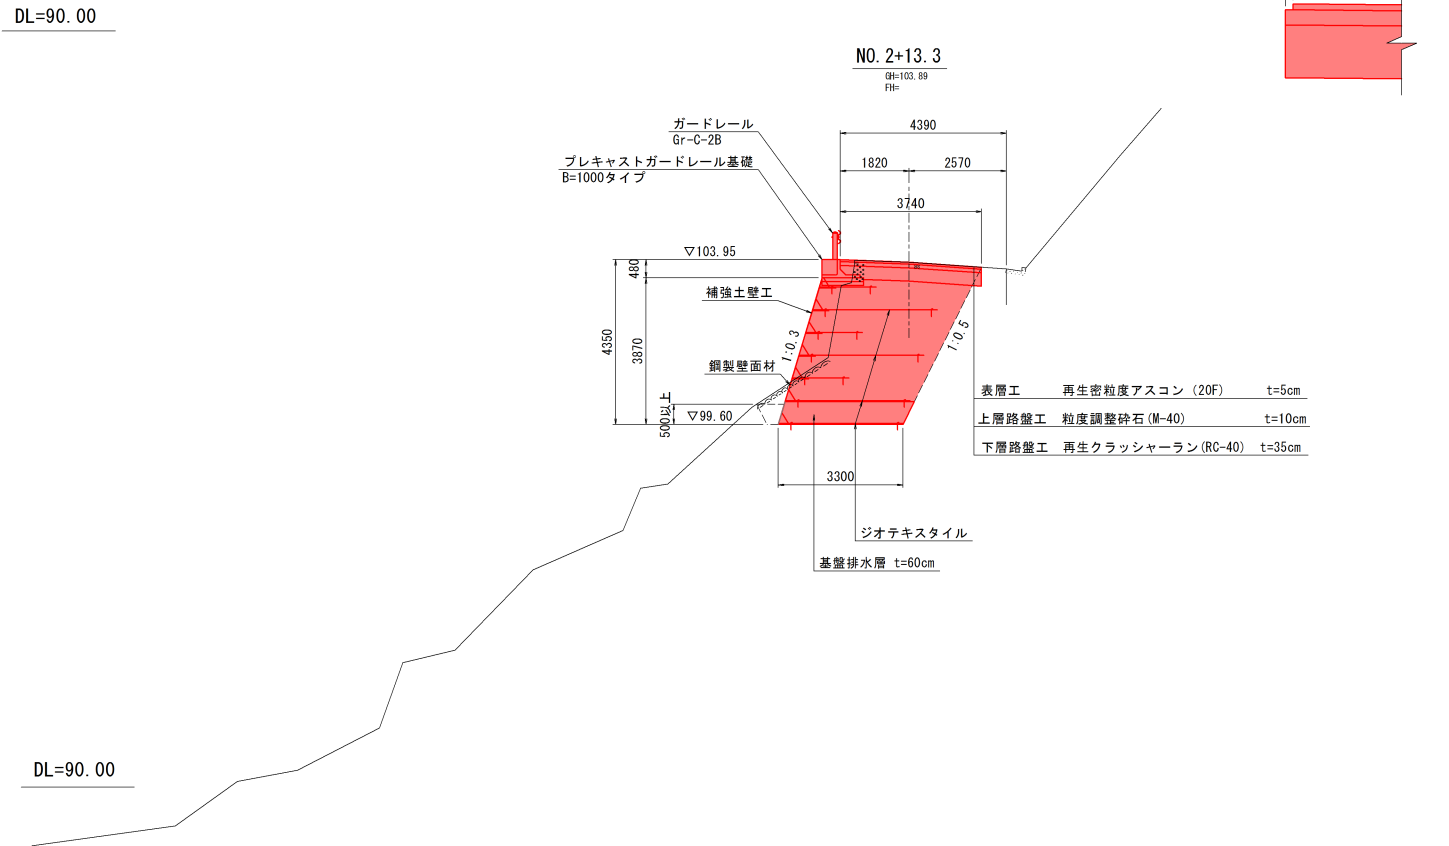 DL=90.00
NO.2+13.3
GH=103.89
FH=
ガードレール
Gr-C-2B
プレキャストガードレール基礎
B=1000タイプ
4390
1820
2570
3740
▽103.95
480
補強土壁工
4350
3870
1:0.3
1:0.5
鋼製壁面材
500以上
▽99.60
表層工 再生密粒度アスコン (20F) t=5cm
上層路盤工 粒度調整砕石(M-40) t=10cm
下層路盤工 再生クラッシャーラン(RC-40) t=35cm
3300
ジオテキスタイル
基盤排水層 t=60cm
DL=90.00